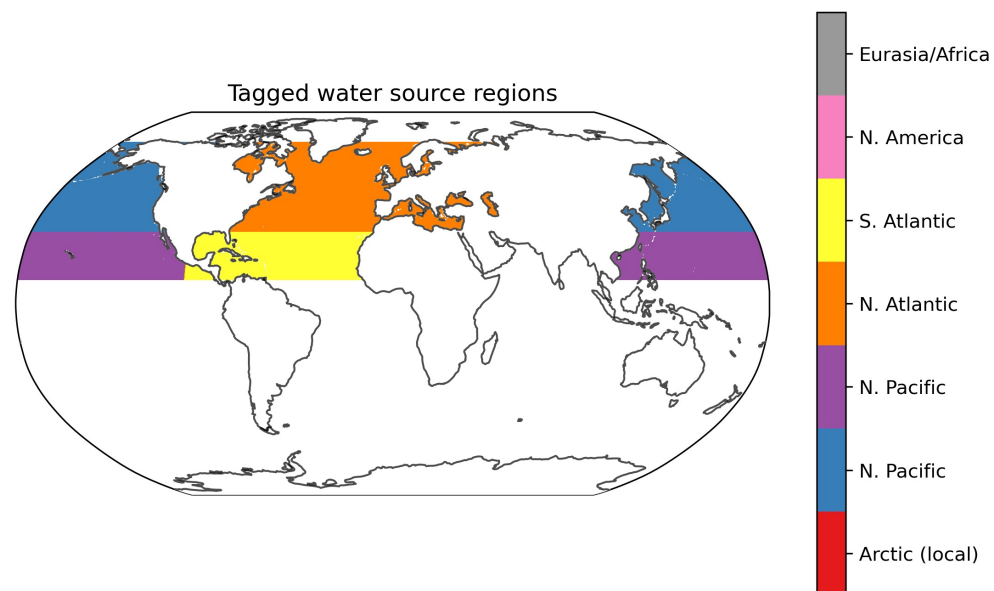 Tagged water source regions
Eurasia/Africa
N. America
S. Atlantic
N. Atlantic
N. Pacific
N. Pacific
Arctic (local)